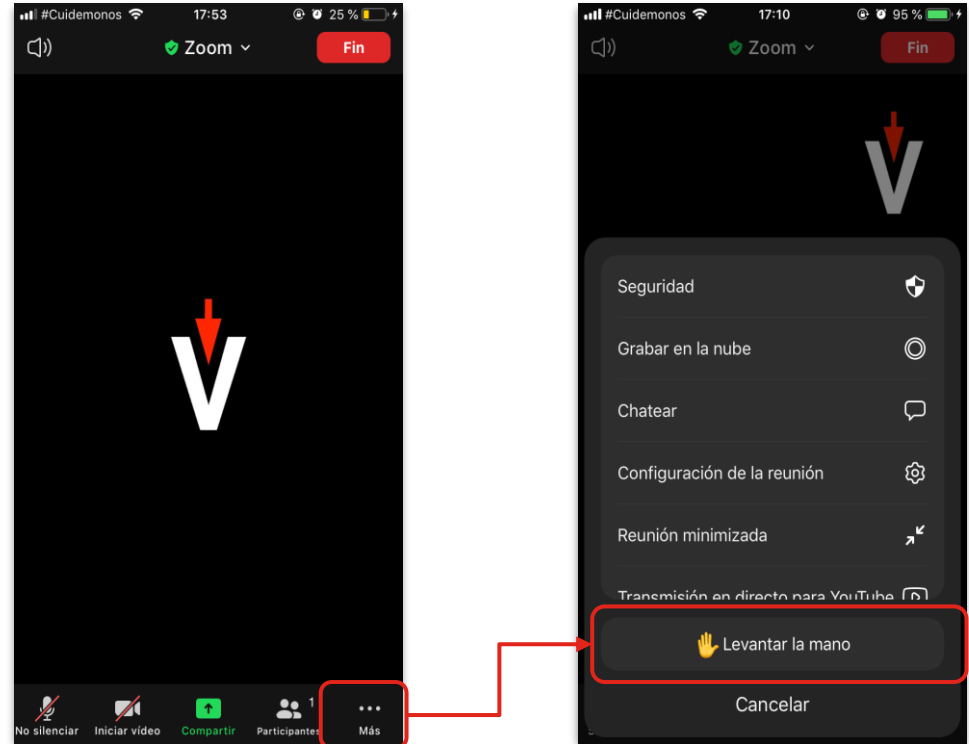 #Cuidemonos 17:53 25 %
Zoom Fin
V
No silenciar Iniciar vídeo Compartir Participantes 1 Más
#Cuidemonos 17:10 95 %
Zoom Fin
V
Seguridad
Grabar en la nube
Chatear
Configuración de la reunión
Reunión minimizada
Transmisión en directo para YouTube
Levantar la mano
Cancelar